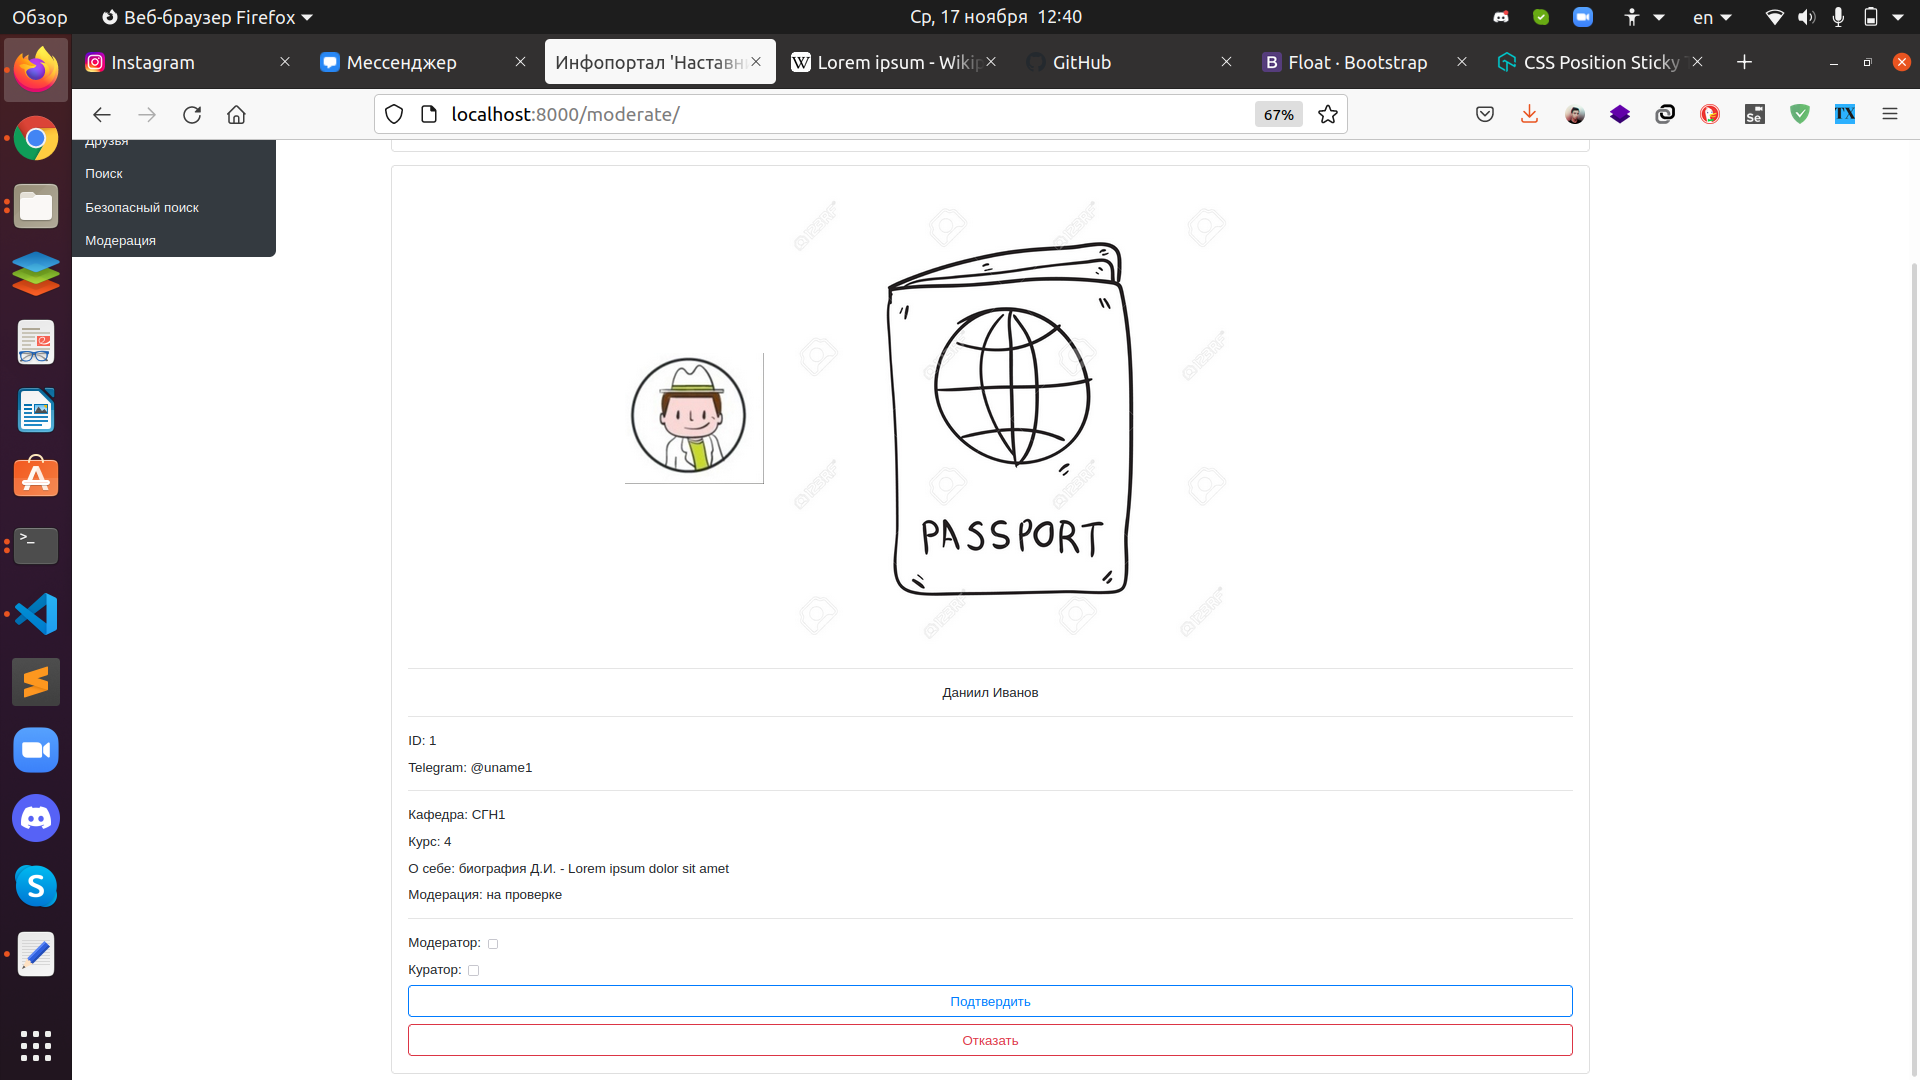 Обзор
Веб-браузер Firefox
Ср, 17 ноября 12:40
en
Instagram
Мессенджер
Инфопортал 'Наставн
Lorem ipsum - Wikip
GitHub
Float · Bootstrap
CSS Position Sticky
localhost:8000/moderate/
67%
Друзья
Поиск
Безопасный поиск
Модерация
PASSPORT
Даниил Иванов
ID: 1
Telegram: @uname1
Кафедра: СГН1
Курс: 4
О себе: биография Д.И. - Lorem ipsum dolor sit amet
Модерация: на проверке
Модератор:
Куратор:
Подтвердить
Отказать